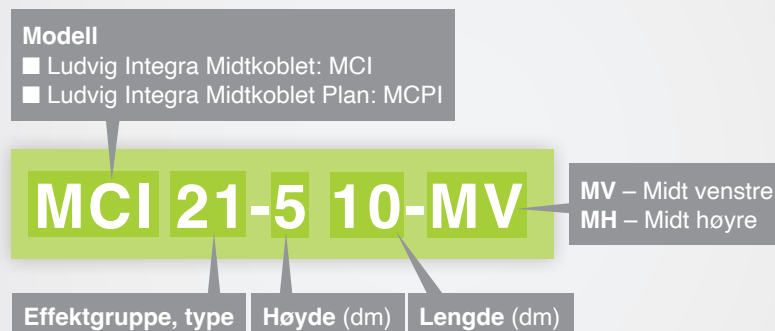 Modell
■ Ludvig Integra Midtkoblet: MCI
■ Ludvig Integra Midtkoblet Plan: MCPI
MCI 21-5 10-MV
MV – Midt venstre
MH – Midt høyre
Effektgruppe, type
Høyde (dm)
Lengde (dm)